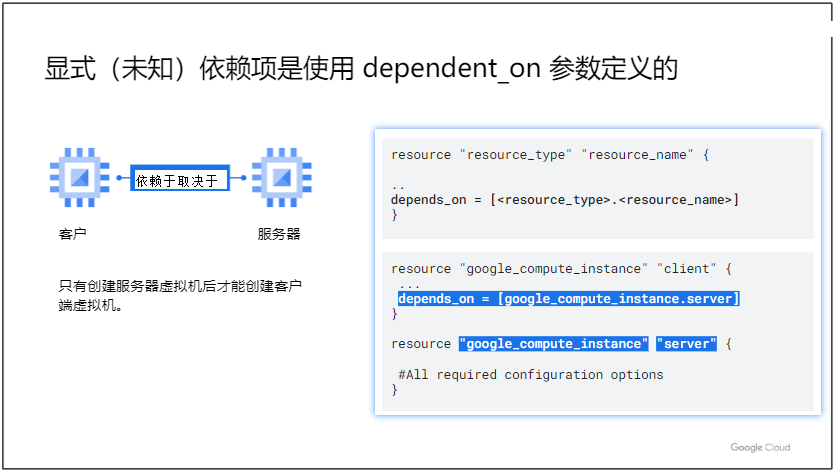 显式（未知）依赖项是使用 dependent_on 参数定义的
依赖于取决于
客户
服务器
只有创建服务器虚拟机后才能创建客户
端虚拟机。
resource "resource_type" "resource_name" {
..
depends_on = [<resource_type>.<resource_name>]
}
resource "google_compute_instance" "client" {
...
depends_on = [google_compute_instance.server]
}
resource "google_compute_instance" "server" {
#All required configuration options
}
Google Cloud